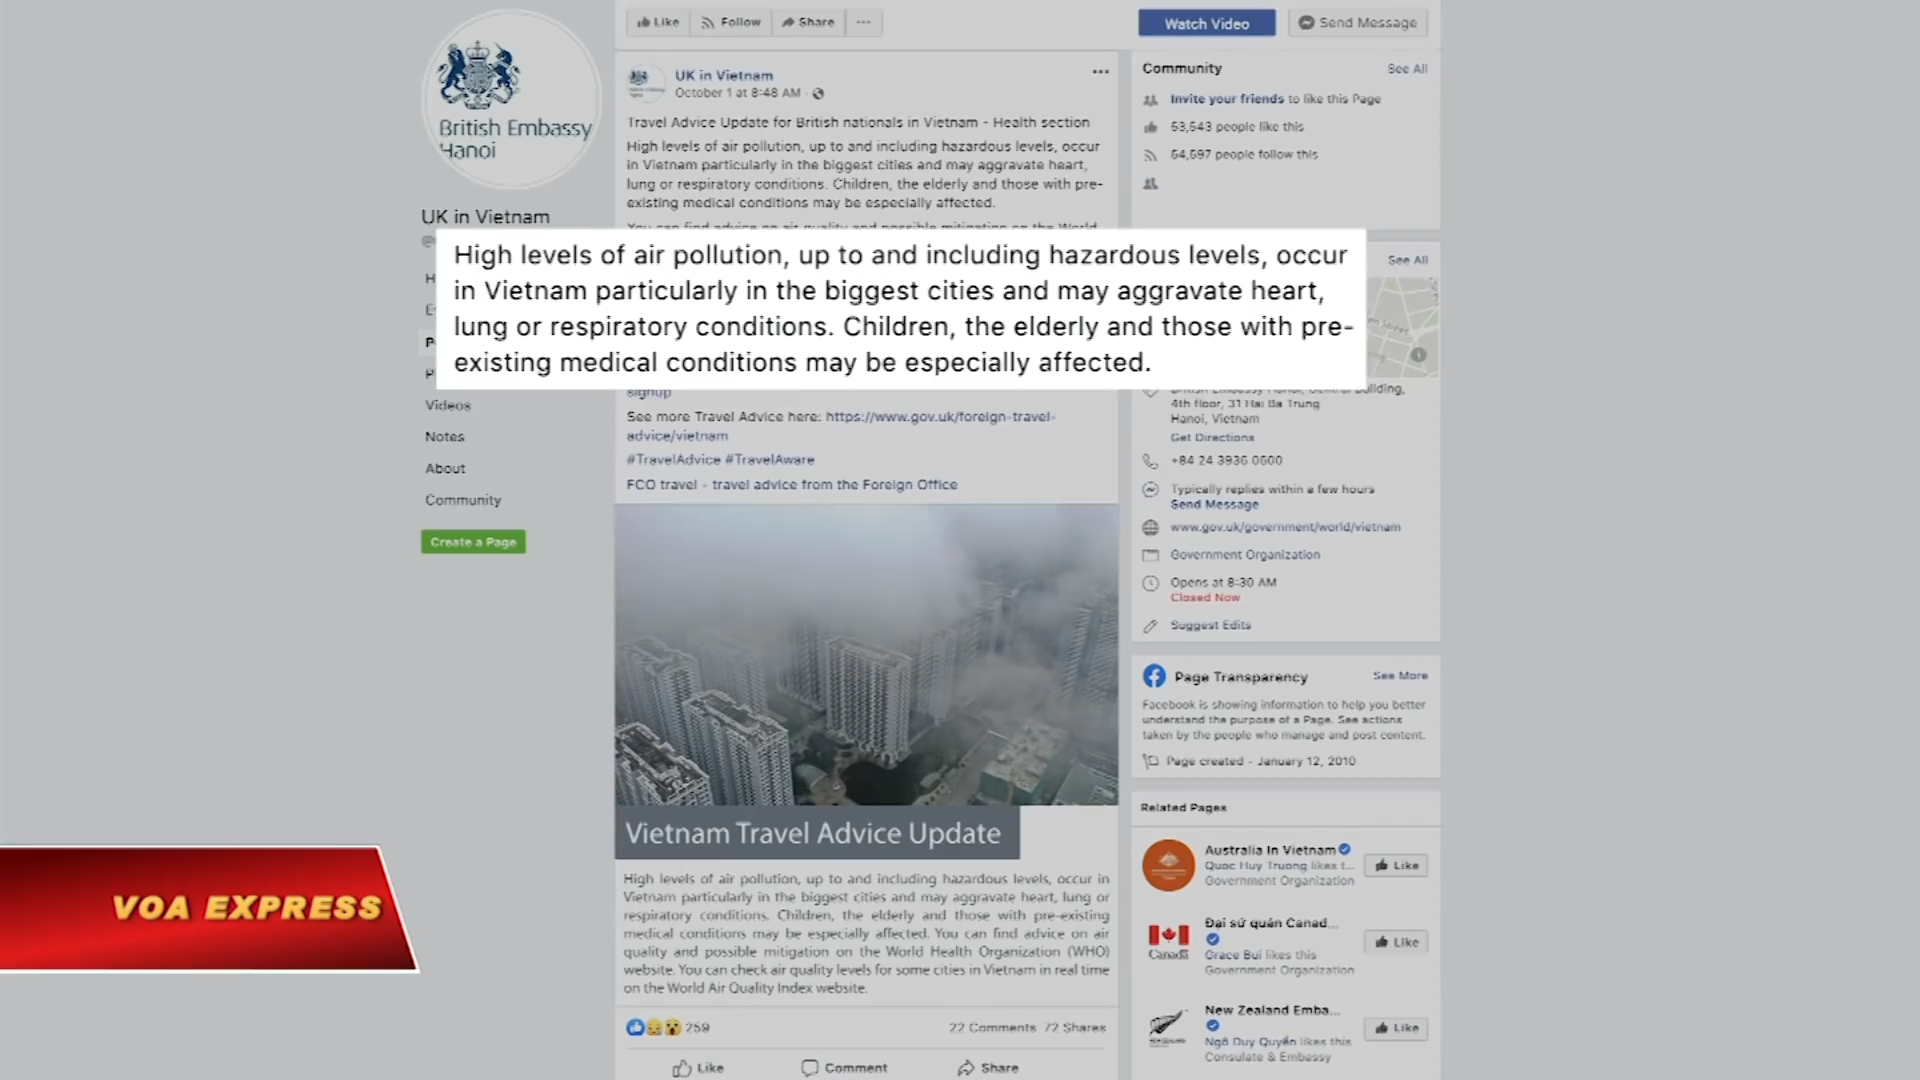 British Embassy
Hanoi
UK in Vietnam
Videos
Notes
About
Community
Create a Page
Like
Follow
Share
Watch Video
Send Message
UK in Vietnam
October 1 at 8:48 AM
Travel Advice Update for British nationals in Vietnam - Health section
High levels of air pollution, up to and including hazardous levels, occur
in Vietnam particularly in the biggest cities and may aggravate heart,
lung or respiratory conditions. Children, the elderly and those with pre-
existing medical conditions may be especially affected.
High levels of air pollution, up to and including hazardous levels, occur
in Vietnam particularly in the biggest cities and may aggravate heart,
lung or respiratory conditions. Children, the elderly and those with pre-
existing medical conditions may be especially affected.
signup
See more Travel Advice here: https://www.gov.uk/foreign-travel-
advice/vietnam
#TravelAdvice #TravelAware
FCO travel - travel advice from the Foreign Office
Vietnam Travel Advice Update
High levels of air pollution, up to and including hazardous levels, occur in
Vietnam particularly in the biggest cities and may aggravate heart, lung or
respiratory conditions. Children, the elderly and those with pre-existing
medical conditions may be especially affected. You can find advice on air
quality and possible mitigation on the World Health Organization (WHO)
website. You can check air quality levels for some cities in Vietnam in real time
on the World Air Quality Index website.
259
22 Comments 72 Shares
Like
Comment
Share
Community
See All
Invite your friends to like this Page
53,543 people like this
54,597 people follow this
See All
4th floor, 31 Hai Ba Trung
Hanoi, Vietnam
Get Directions
+84 24 3936 0500
Typically replies within a few hours
Send Message
www.gov.uk/government/world/vietnam
Government Organization
Opens at 8:30 AM
Closed Now
Suggest Edits
Page Transparency
See More
Facebook is showing information to help you better
understand the purpose of a Page. See actions
taken by the people who manage and post content.
Page created - January 12, 2010
Related Pages
Australia in Vietnam
Quoc Huy Truong likes t...
Government Organization
Like
Đại sứ quán Canad...
Grace Bui likes this
Government Organization
Canada
Like
New Zealand Emba...
Ngô Duy Quyền likes this
Consulate & Embassy
Like
VOA EXPRESS